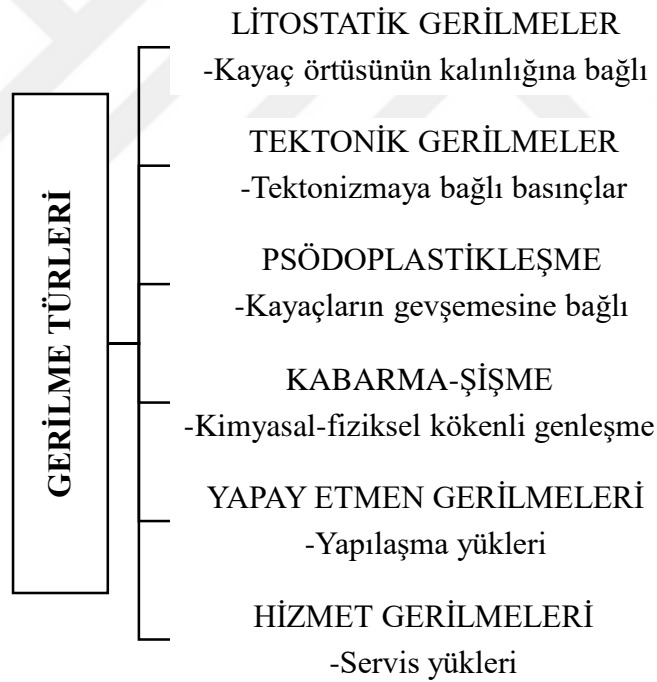 GERİLME TÜRLERİ
LİTOSTATİK GERİLMELER
-Kayaç örtüsünün kalınlığına bağlı
TEKTONİK GERİLMELER
-Tektonizmaya bağlı basınçlar
PSÖDOPLASTİKLEŞME
-Kayaçların gevşemesine bağlı
KABARMA-ŞİŞME
-Kimyasal-fiziksel kökenli genleşme
YAPAY ETMEN GERİLMELERİ
-Yapılaşma yükleri
HİZMET GERİLMELERİ
-Servis yükleri